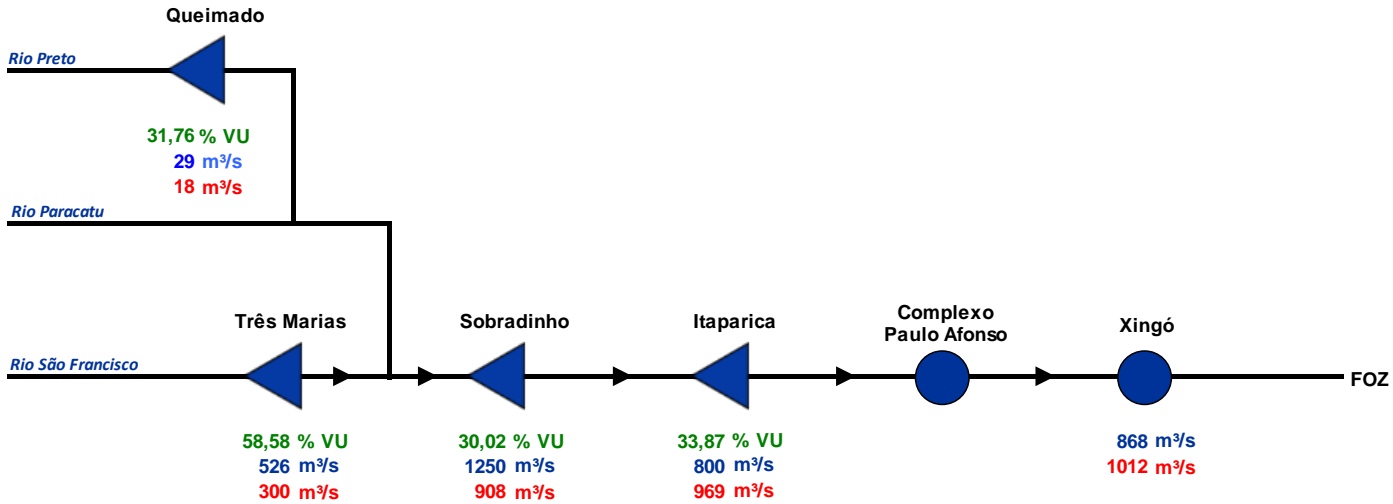 Queimado
Rio Preto
31,76 % VU
29 m³/s
18 m³/s
Rio Paracatu
Três Marias
Sobradinho
Itaparica
Complexo
Paulo Afonso
Xingó
Rio São Francisco
FOZ
58,58 % VU
526 m³/s
300 m³/s
30,02 % VU
1250 m³/s
908 m³/s
33,87 % VU
800 m³/s
969 m³/s
868 m³/s
1012 m³/s